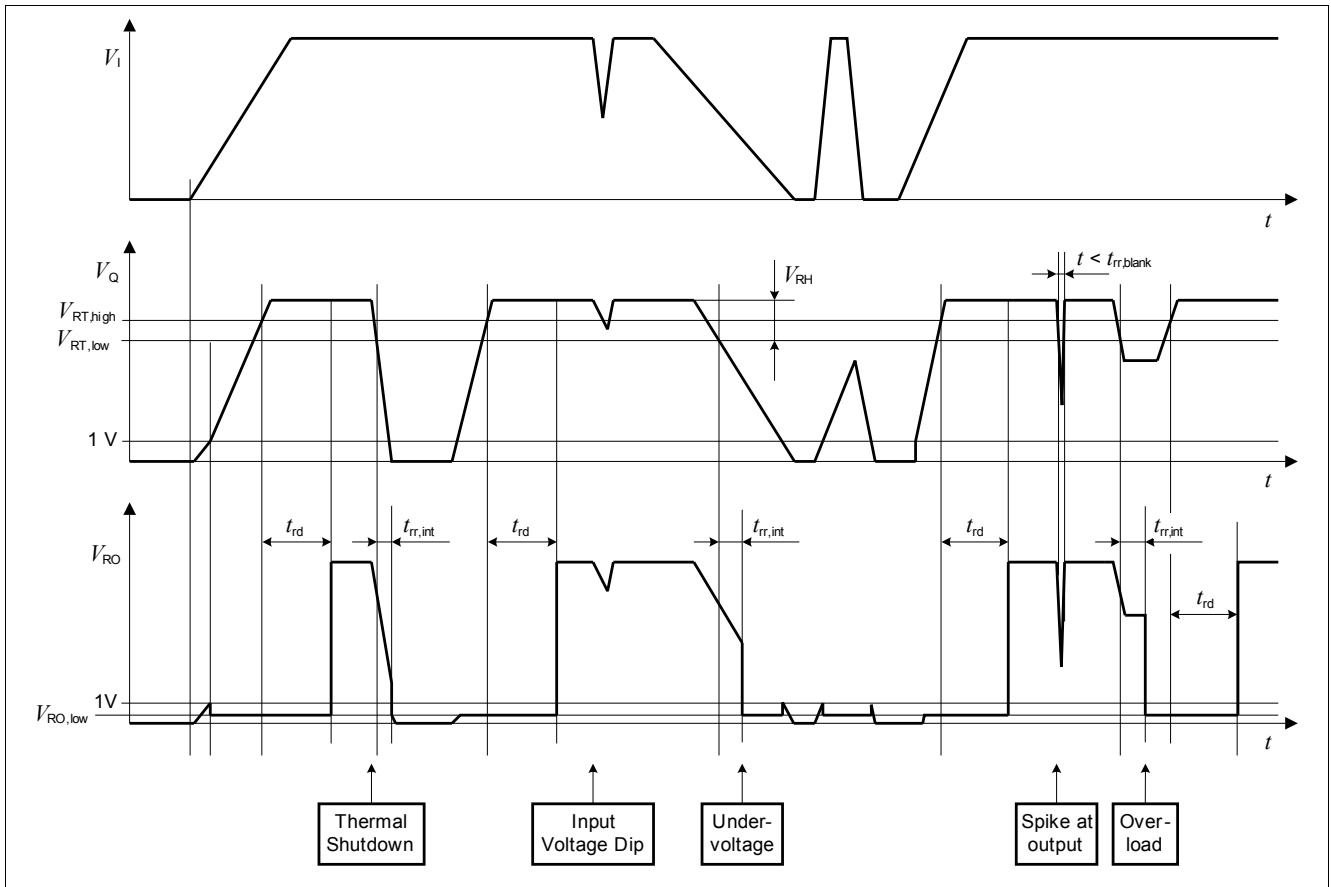 V_I
t
V_Q
V_RT,high
V_RT,low
1 V
V_RH
t < t_rr,blank
t
V_RO
1V
V_RO,low
t_rd
t_rr,int
t_rd
t_rr,int
t_rd
t_rr,int
t_rd
t
Thermal
Shutdown
Input
Voltage Dip
Under-
voltage
Spike at
output
Over-
load